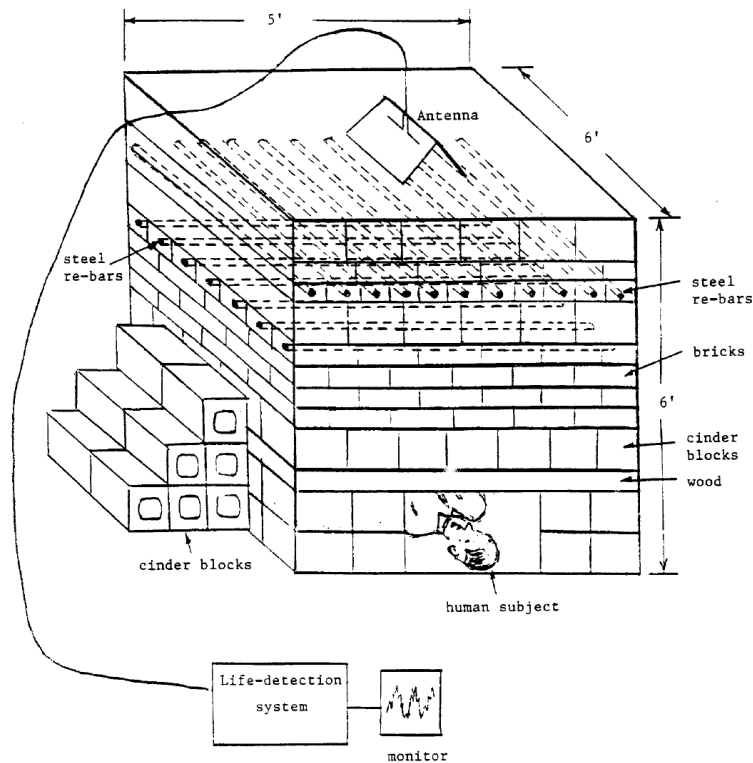 5'
Antenna
6'
steel
re-bars
steel
re-bars
bricks
6'
cinder
blocks
wood
cinder blocks
human subject
Life-detection
system
monitor